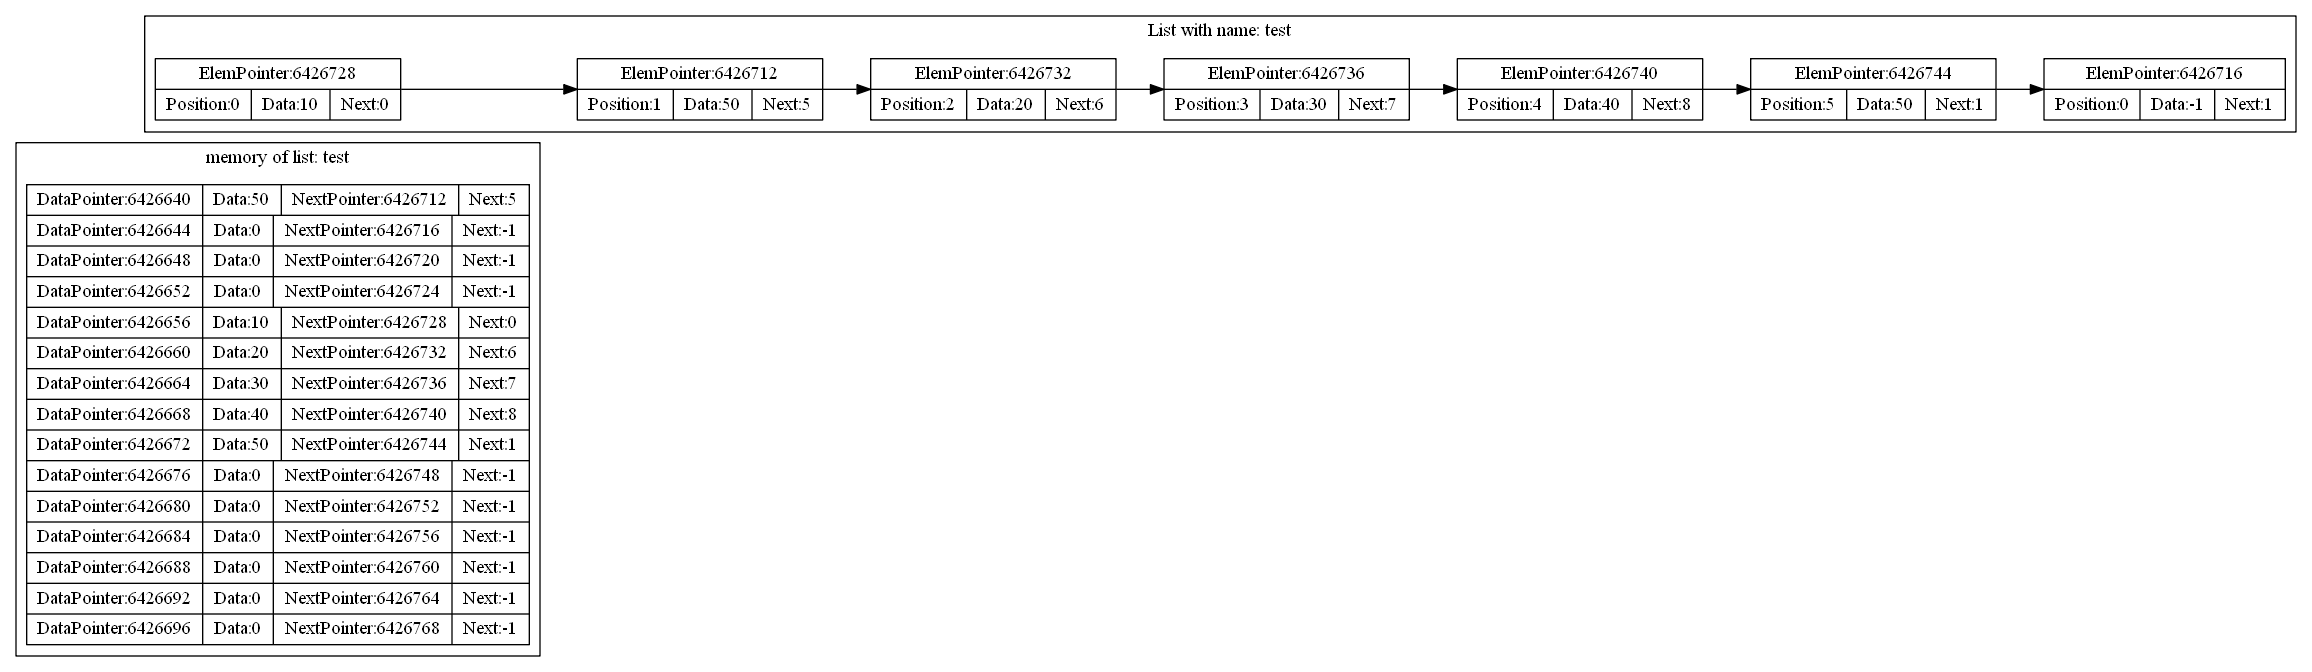 List with name: test
ElemPointer:6426728 ElemPointer:6426712 ElemPointer:6426732 ElemPointer:6426736 ElemPointer:6426740 ElemPointer:6426744 ElemPointer:6426716
Position:0 Data:10 Next:0 Position:1 Data:50 Next:5 Position:2 Data:20 Next:6 Position:3 Data:30 Next:7 Position:4 Data:40 Next:8 Position:5 Data:50 Next:1 Position:0 Data:-1 Next:1
memory of list: test
DataPointer:6426640 Data:50 NextPointer:6426712 Next:5
DataPointer:6426644 Data:0 NextPointer:6426716 Next:-1
DataPointer:6426648 Data:0 NextPointer:6426720 Next:-1
DataPointer:6426652 Data:0 NextPointer:6426724 Next:-1
DataPointer:6426656 Data:10 NextPointer:6426728 Next:0
DataPointer:6426660 Data:20 NextPointer:6426732 Next:6
DataPointer:6426664 Data:30 NextPointer:6426736 Next:7
DataPointer:6426668 Data:40 NextPointer:6426740 Next:8
DataPointer:6426672 Data:50 NextPointer:6426744 Next:1
DataPointer:6426676 Data:0 NextPointer:6426748 Next:-1
DataPointer:6426680 Data:0 NextPointer:6426752 Next:-1
DataPointer:6426684 Data:0 NextPointer:6426756 Next:-1
DataPointer:6426688 Data:0 NextPointer:6426760 Next:-1
DataPointer:6426692 Data:0 NextPointer:6426764 Next:-1
DataPointer:6426696 Data:0 NextPointer:6426768 Next:-1